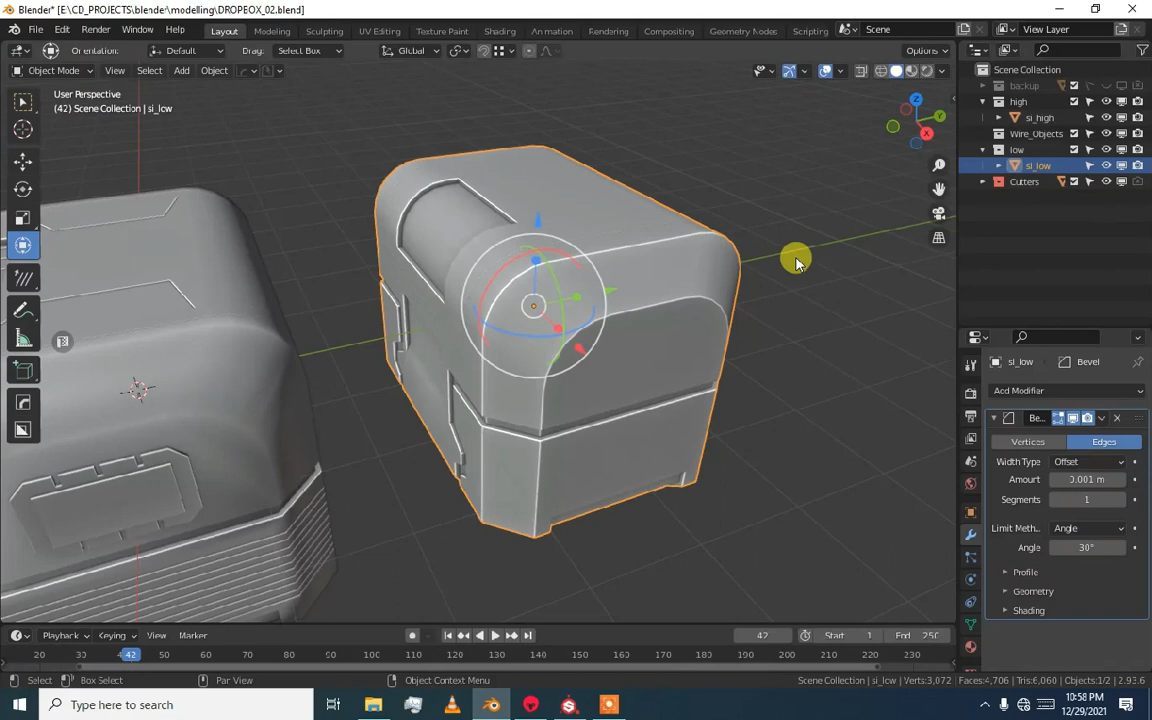 Blender* [E:\CD_PROJECTS\blender\modelling\DROPBOX_02.blend]
File Edit Render Window Help Layout Modeling Sculpting UV Editing Texture Paint Shading Animation Rendering Compositing Geometry Nodes Scripting Scene View Layer
Orientation: Default Drag: Select Box Global Options
Object Mode View Select Add Object
User Perspective
(42) Scene Collection | si_low
Z
Y
X
Scene Collection
backup
high
si_high
Wire_Objects
low
si_low
Cutters
si_low Bevel
Add Modifier
Be...
Vertices Edges
Width Type Offset
Amount 0.001 m
Segments 1
Limit Meth... Angle
Angle 30°
Profile
Geometry
Shading
Playback Keying View Marker 42 Start 1 End 250
20 30 42 50 60 70 80 90 100 110 120 130 140 150 160 170 180 190 200 210 220 230
Select Box Select Pan View Object Context Menu Scene Collection | si_low | Verts:3,072 | Faces:4,706 | Tris:6,060 | Objects:1/2 | 2.93.6
Type here to search
10:58 PM
12/29/2021